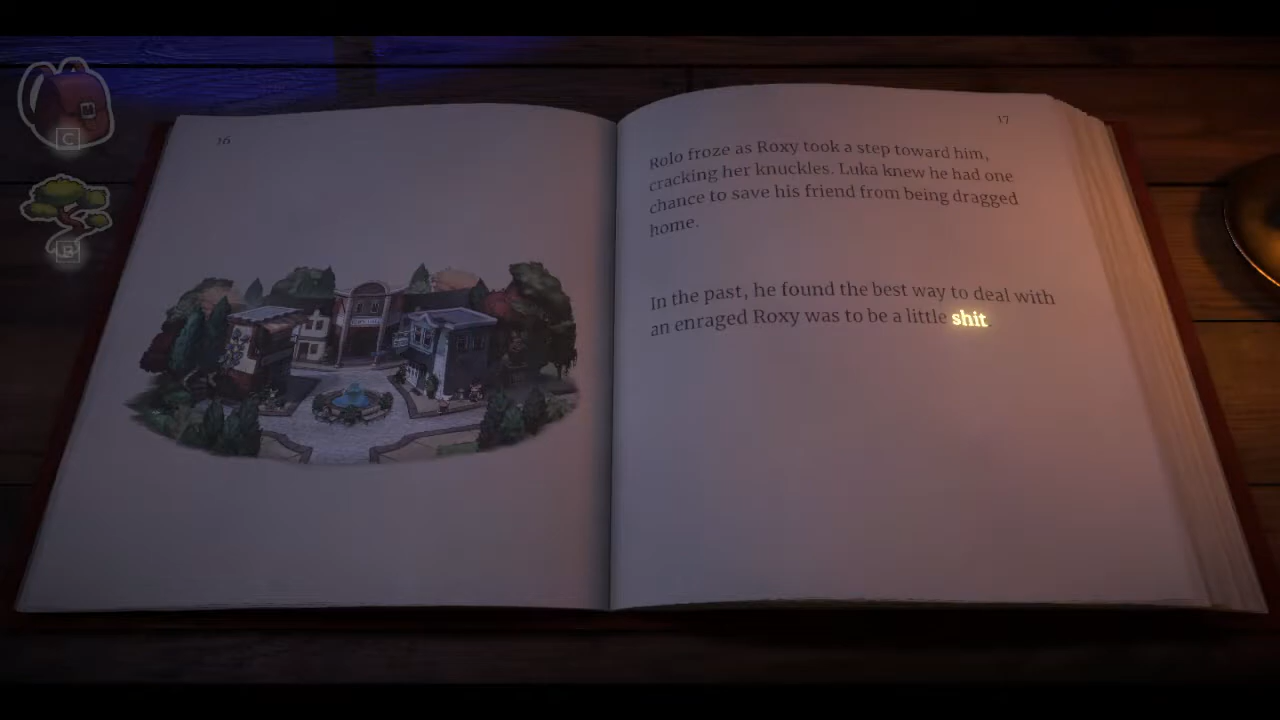 C
B
16
17
Rolo froze as Roxy took a step toward him,
cracking her knuckles. Luka knew he had one
chance to save his friend from being dragged
home.
In the past, he found the best way to deal with
an enraged Roxy was to be a little shit.